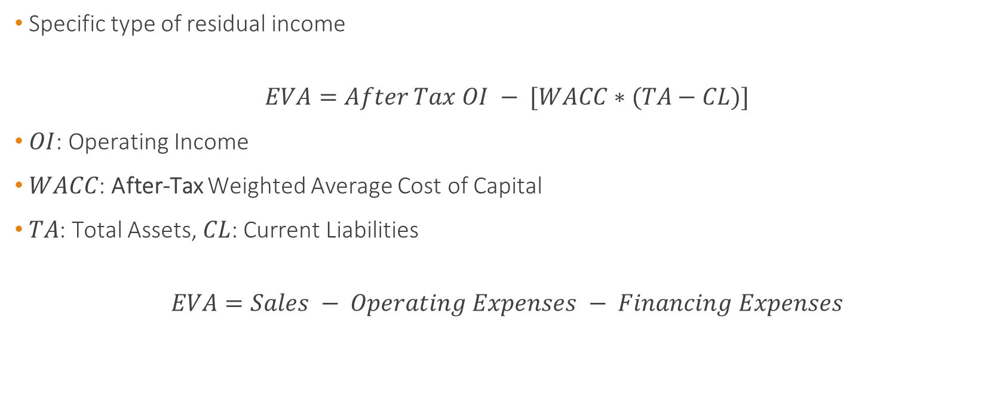 • Specific type of residual income
EVA = After Tax OI − [WACC ∗ (TA − CL)]
• OI: Operating Income
• WACC: After-Tax Weighted Average Cost of Capital
• TA: Total Assets, CL: Current Liabilities
EVA = Sales − Operating Expenses − Financing Expenses